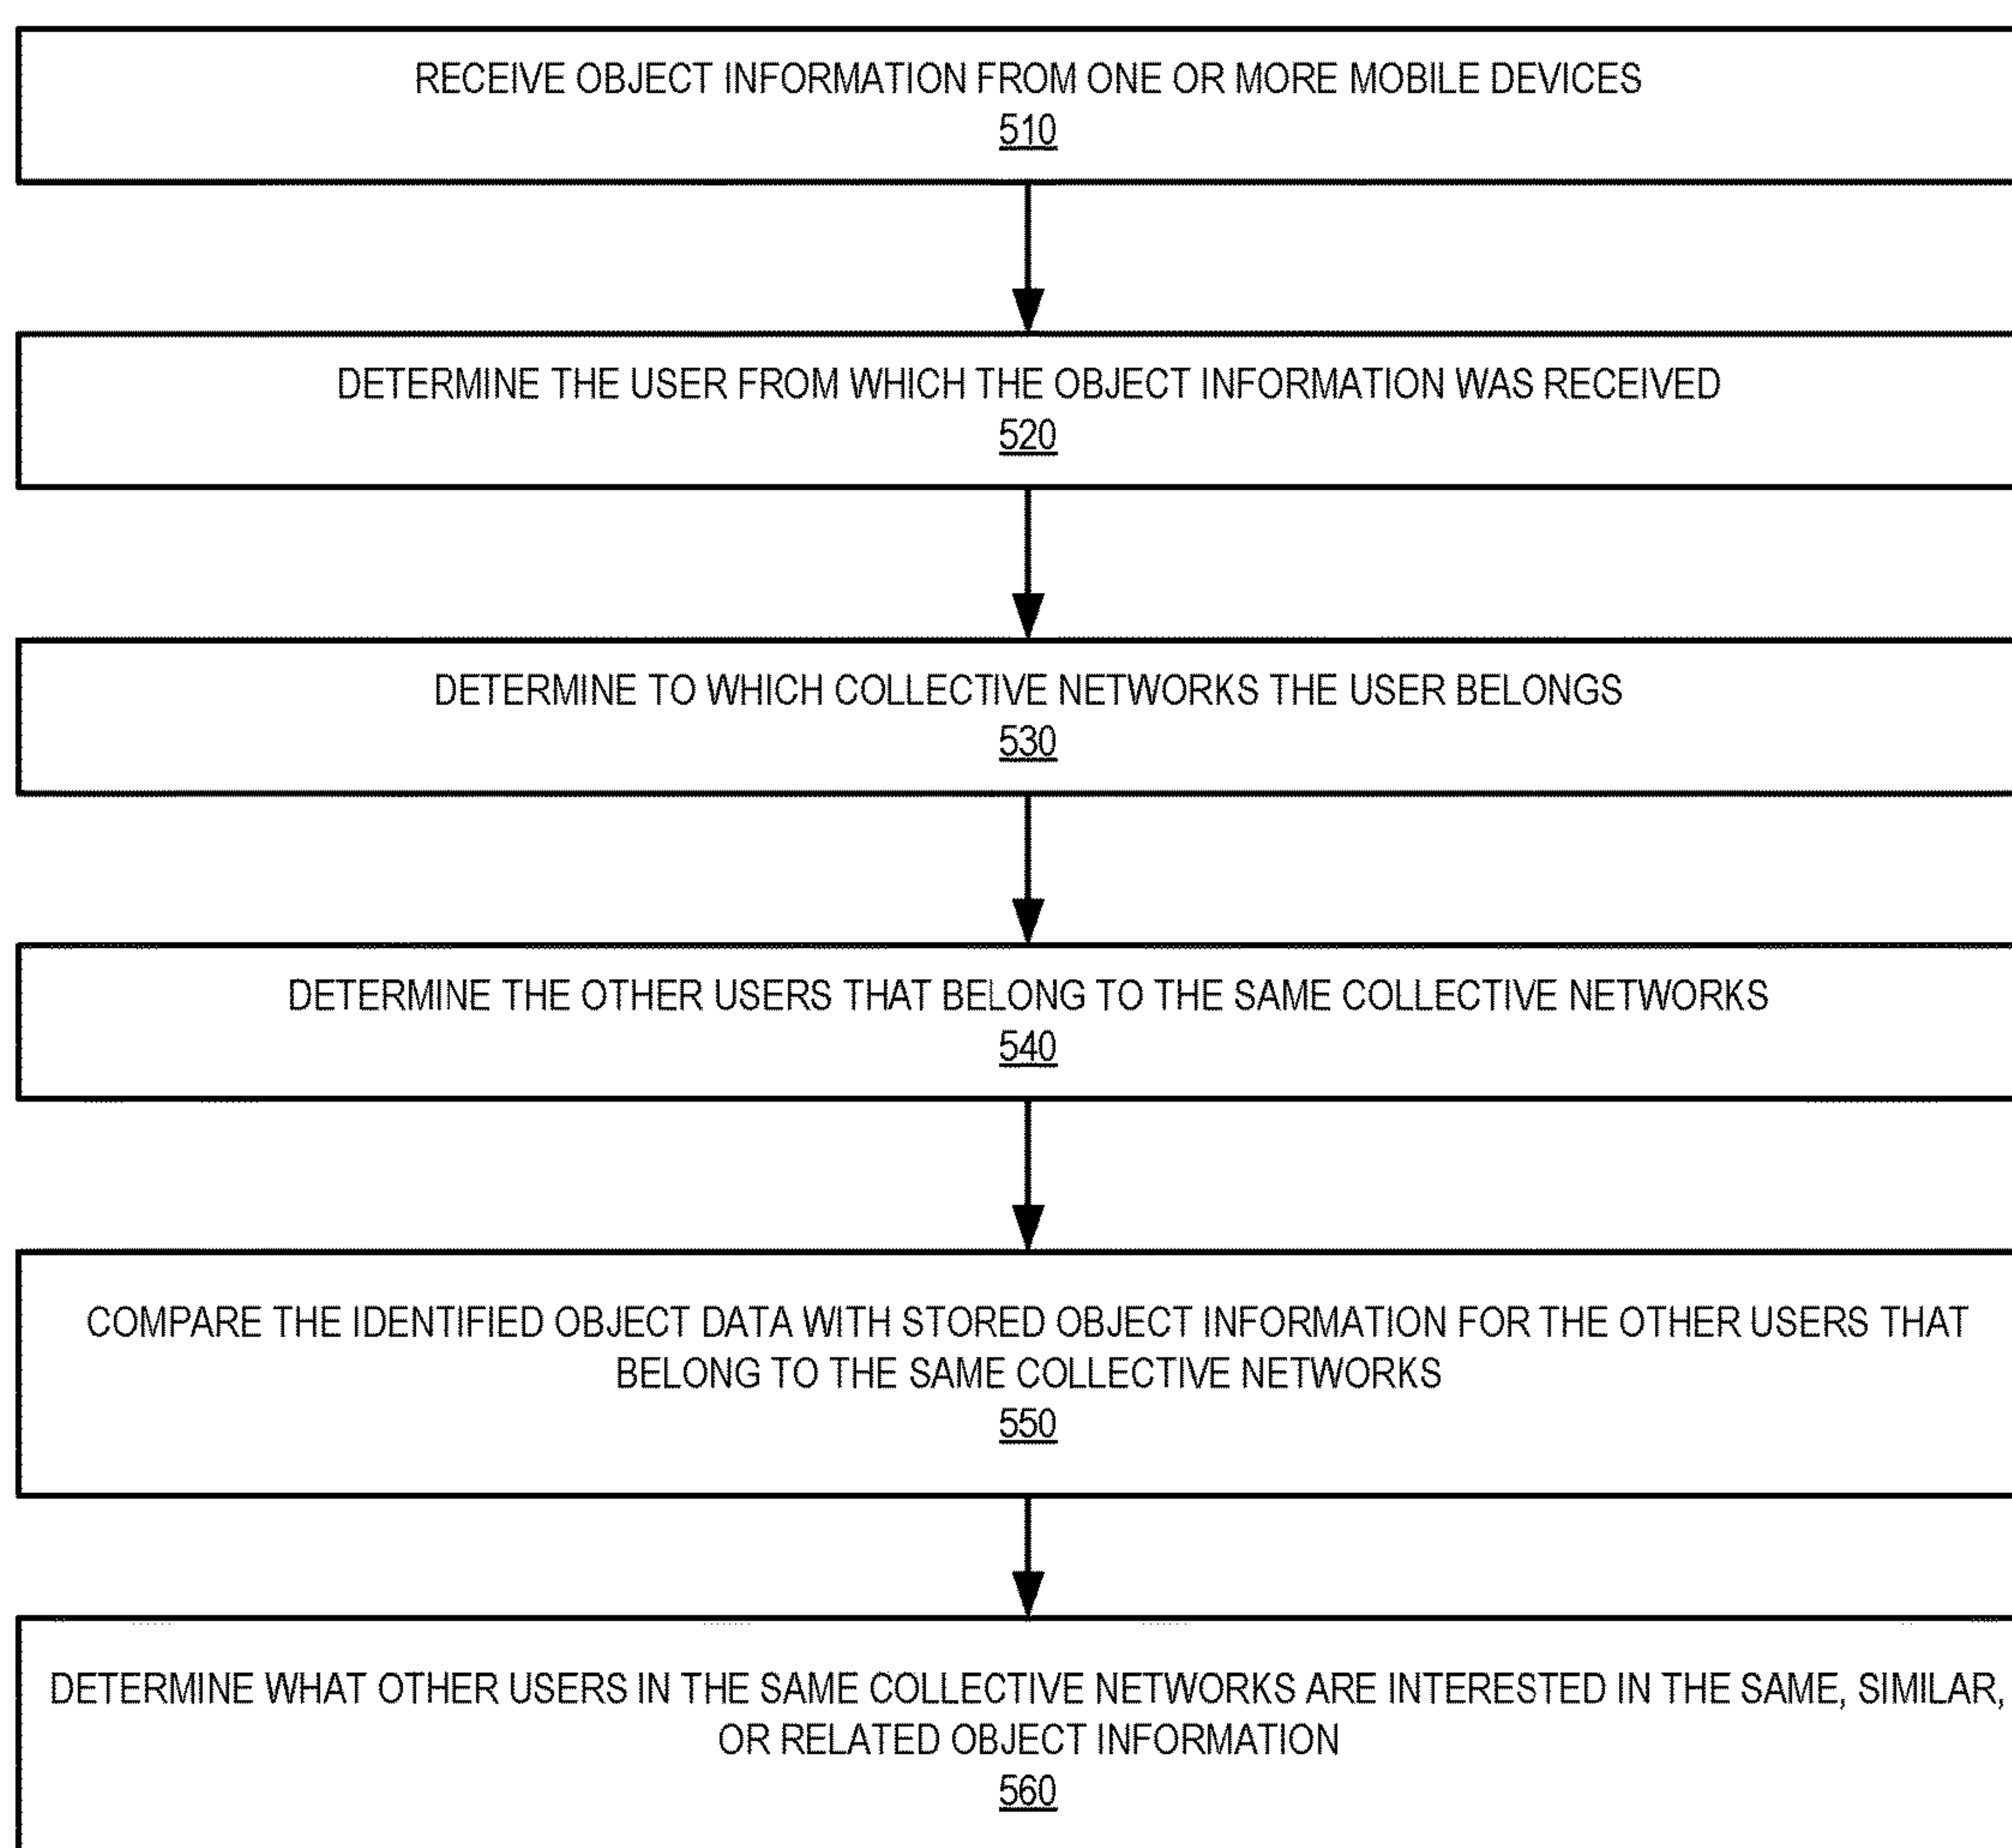 RECEIVE OBJECT INFORMATION FROM ONE OR MORE MOBILE DEVICES
510
DETERMINE THE USER FROM WHICH THE OBJECT INFORMATION WAS RECEIVED
520
DETERMINE TO WHICH COLLECTIVE NETWORKS THE USER BELONGS
530
DETERMINE THE OTHER USERS THAT BELONG TO THE SAME COLLECTIVE NETWORKS
540
COMPARE THE IDENTIFIED OBJECT DATA WITH STORED OBJECT INFORMATION FOR THE OTHER USERS THAT
BELONG TO THE SAME COLLECTIVE NETWORKS
550
DETERMINE WHAT OTHER USERS IN THE SAME COLLECTIVE NETWORKS ARE INTERESTED IN THE SAME, SIMILAR,
OR RELATED OBJECT INFORMATION
560